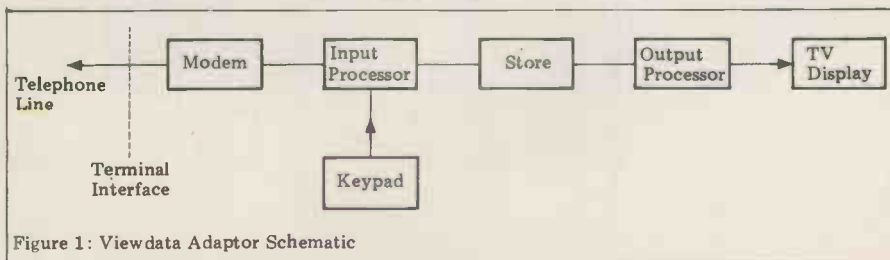 Modem
Input
Processor
Store
Output
Processor
TV
Display
Telephone
Line
Terminal
Interface
Keypad
Figure 1: Viewdata Adaptor Schematic